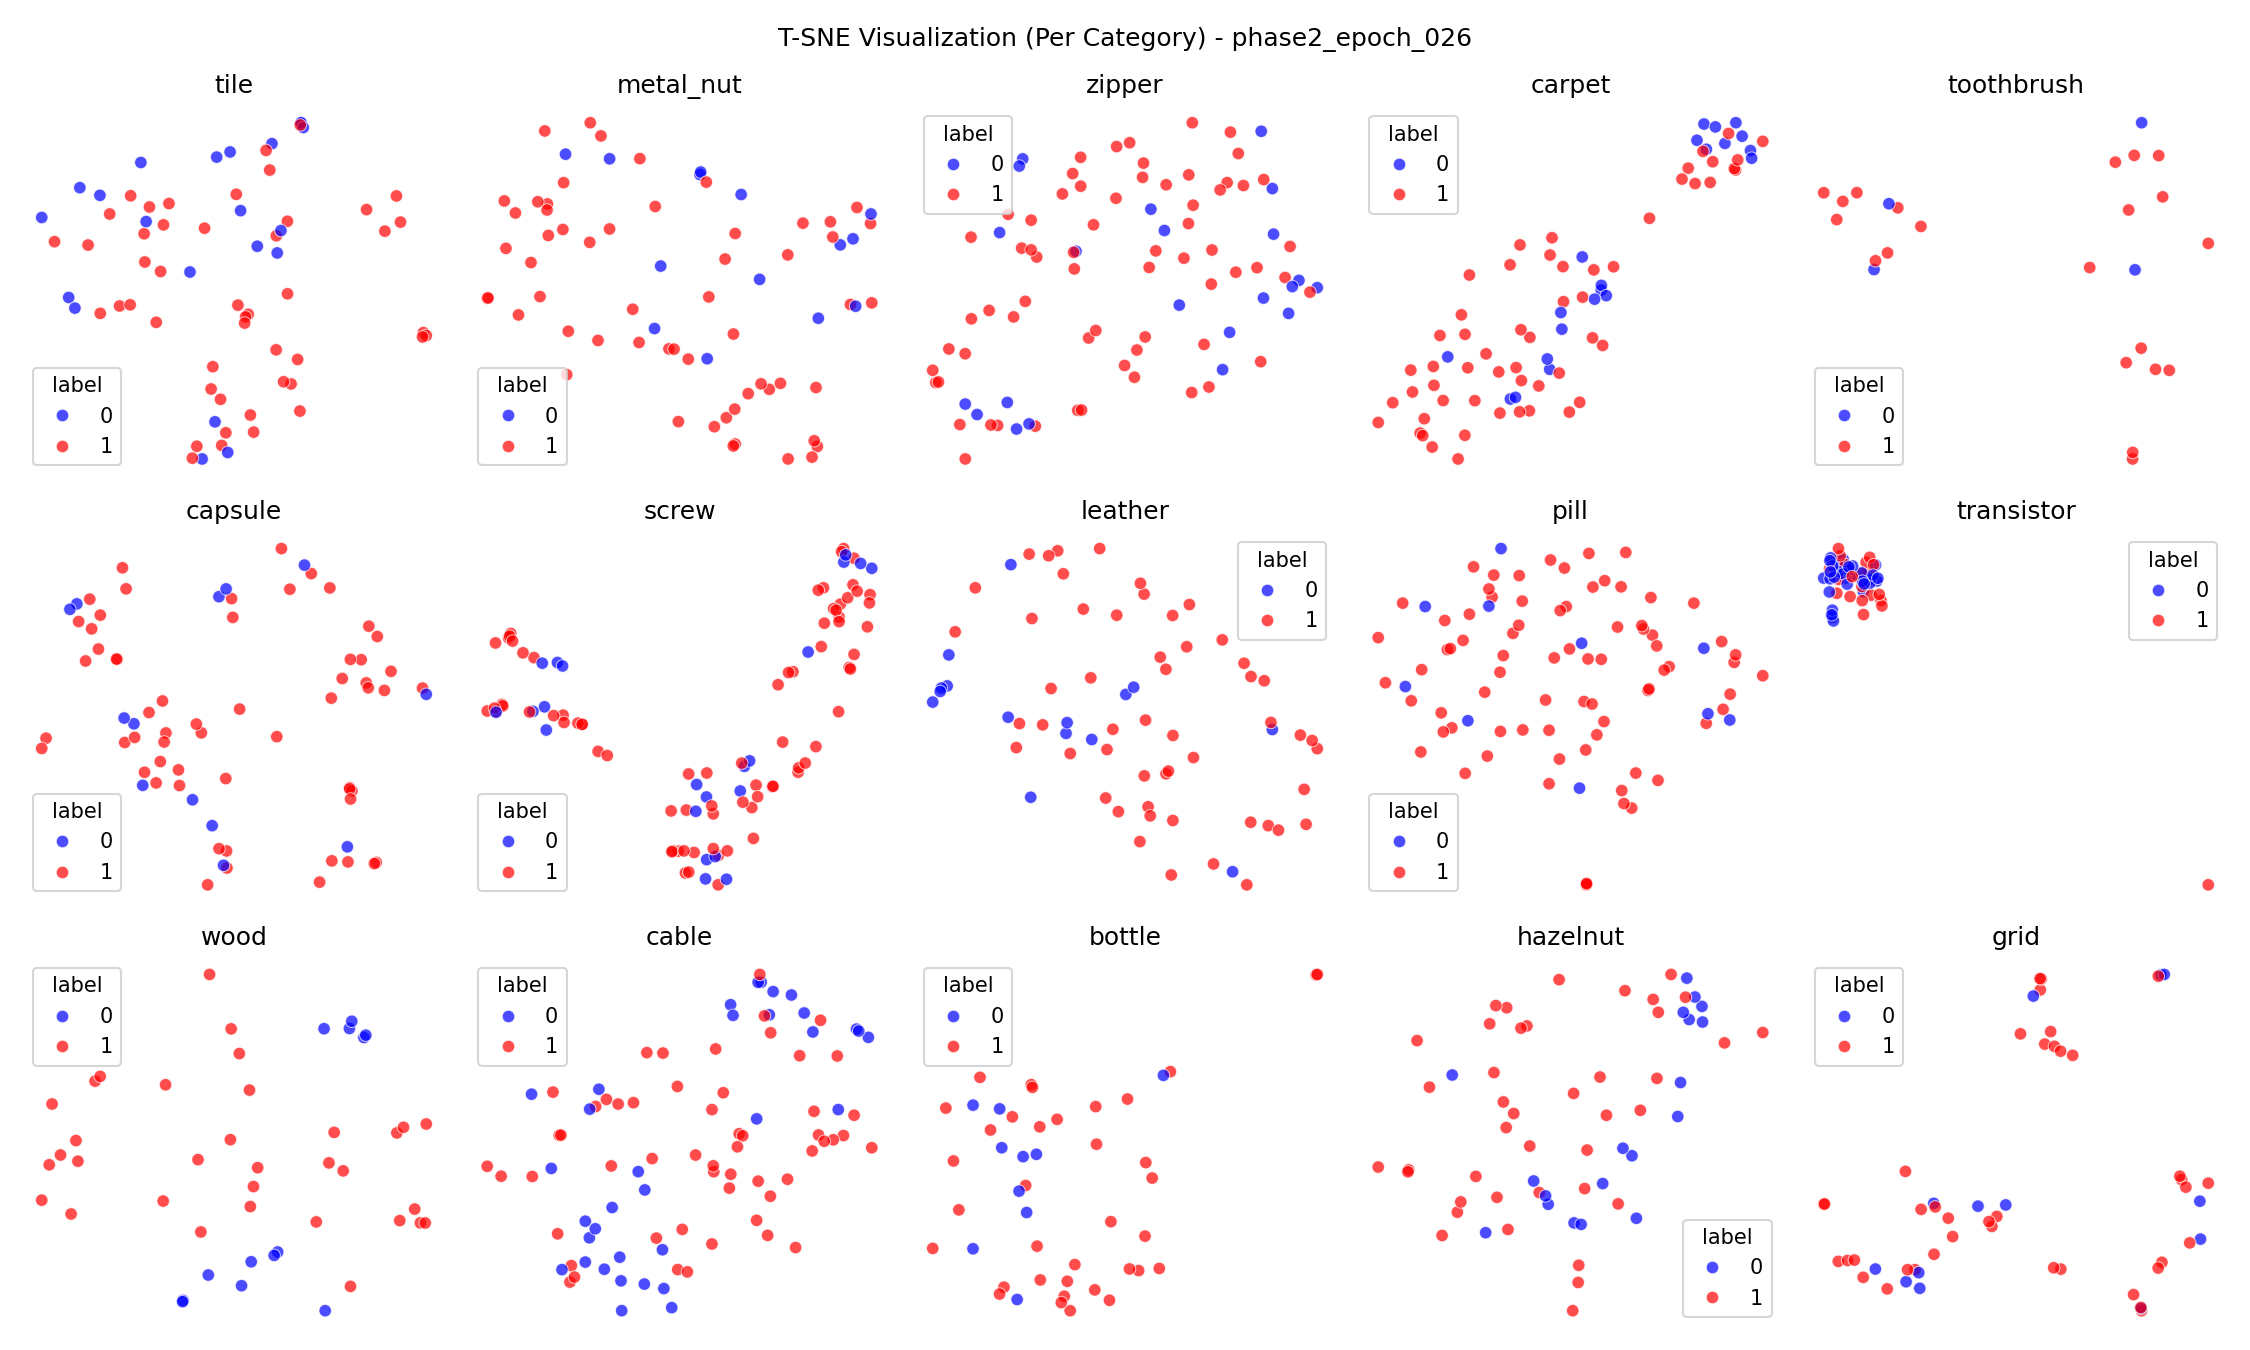 T-SNE Visualization (Per Category) - phase2_epoch_026
tile
label
0
1
metal_nut
label
0
1
zipper
label
0
1
carpet
label
0
1
toothbrush
label
0
1
capsule
label
0
1
screw
label
0
1
leather
label
0
1
pill
label
0
1
transistor
label
0
1
wood
label
0
1
cable
label
0
1
bottle
label
0
1
hazelnut
label
0
1
grid
label
0
1